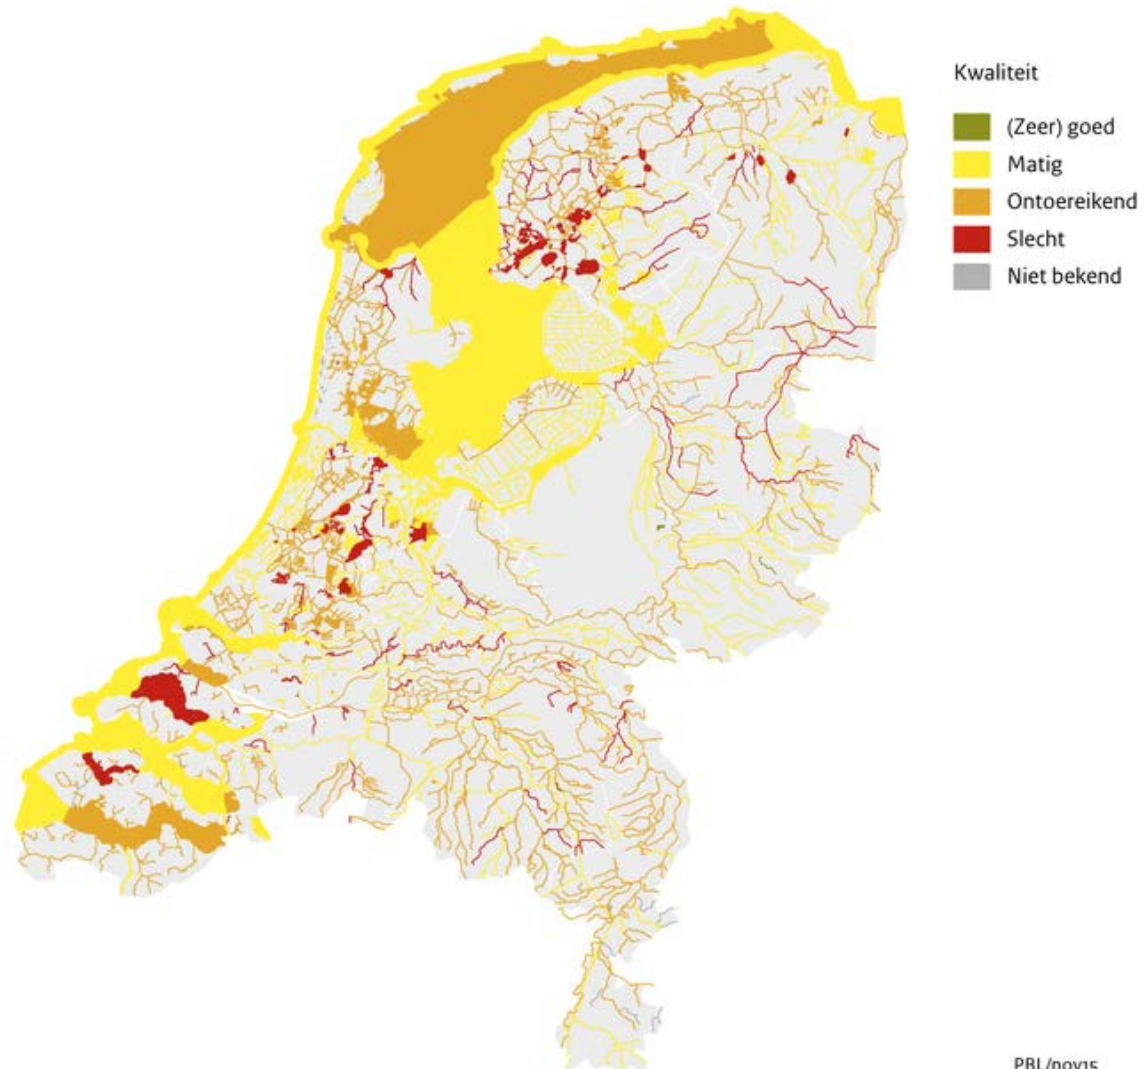 Kwaliteit
(Zeer) goed
Matig
Ontoereikend
Slecht
Niet bekend
PBL/nov15